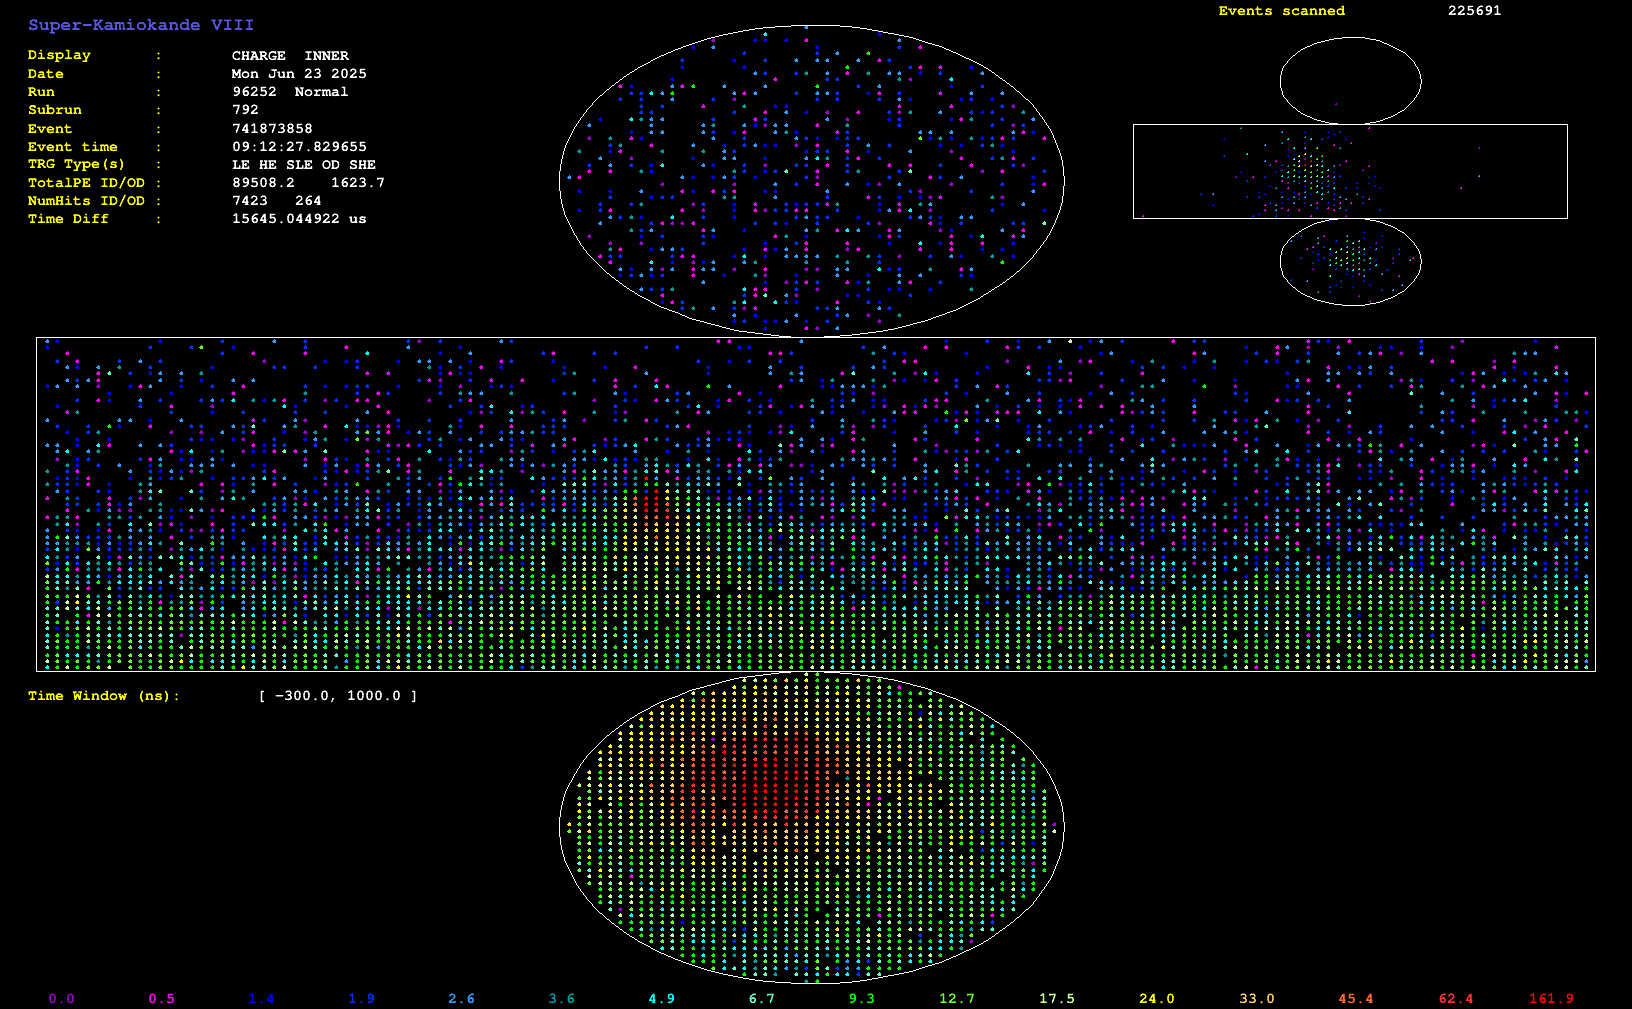 Super-Kamiokande VIII
Events scanned 225691
Display : CHARGE INNER
Date : Mon Jun 23 2025
Run : 96252 Normal
Subrun : 792
Event : 741873858
Event time : 09:12:27.829655
TRG Type(s) : LE HE SLE OD SHE
TotalPE ID/OD : 89508.2 1623.7
NumHits ID/OD : 7423 264
Time Diff : 15645.044922 us
Time Window (ns): [ −300.0, 1000.0 ]
0.0 0.5 1.4 1.9 2.6 3.6 4.9 6.7 9.3 12.7 17.5 24.0 33.0 45.4 62.4 161.9